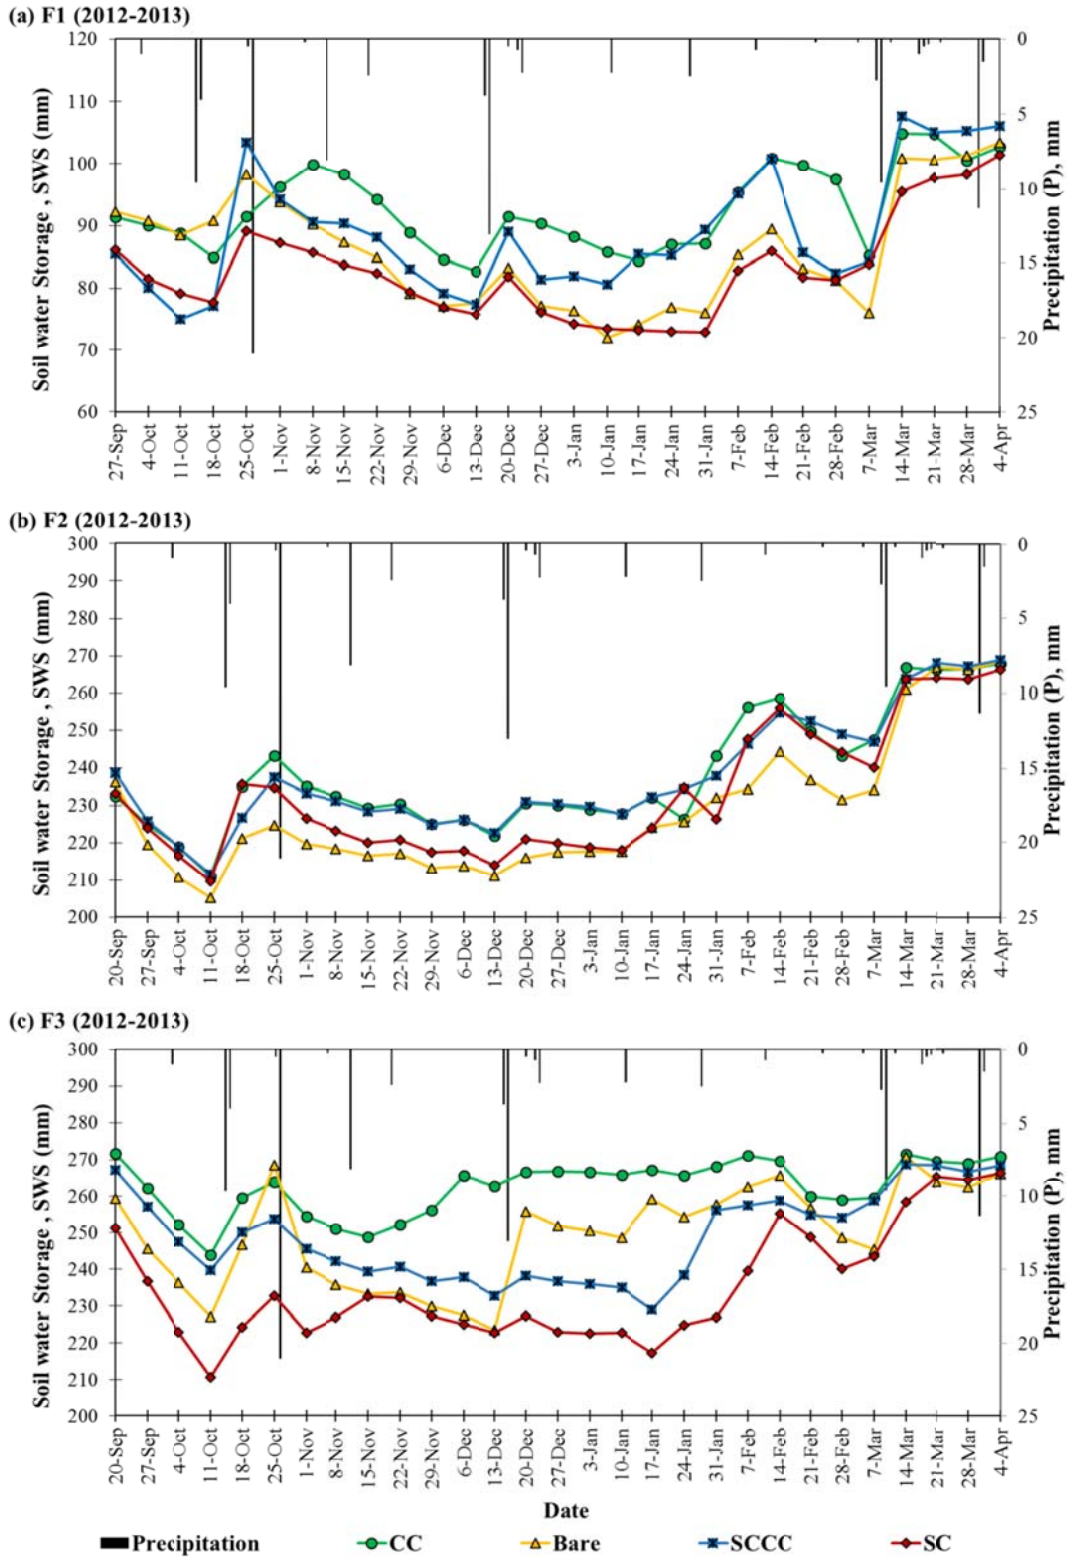 (a) F1 (2012-2013)
120
110
100
90
80
70
60
Soil water Storage , SWS (mm)
0
5
10
15
20
25
Precipitation (P), mm
27-Sep
4-Oct
11-Oct
18-Oct
25-Oct
1-Nov
8-Nov
15-Nov
22-Nov
29-Nov
6-Dec
13-Dec
20-Dec
27-Dec
3-Jan
10-Jan
17-Jan
24-Jan
31-Jan
7-Feb
14-Feb
21-Feb
28-Feb
7-Mar
14-Mar
21-Mar
28-Mar
4-Apr
(b) F2 (2012-2013)
300
290
280
270
260
250
240
230
220
210
200
Soil water Storage , SWS (mm)
0
5
10
15
20
25
Precipitation (P), mm
20-Sep
27-Sep
4-Oct
11-Oct
18-Oct
25-Oct
1-Nov
8-Nov
15-Nov
22-Nov
29-Nov
6-Dec
13-Dec
20-Dec
27-Dec
3-Jan
10-Jan
17-Jan
24-Jan
31-Jan
7-Feb
14-Feb
21-Feb
28-Feb
7-Mar
14-Mar
21-Mar
28-Mar
4-Apr
(c) F3 (2012-2013)
300
290
280
270
260
250
240
230
220
210
200
Soil water Storage , SWS (mm)
0
5
10
15
20
25
Precipitation (P), mm
20-Sep
27-Sep
4-Oct
11-Oct
18-Oct
25-Oct
1-Nov
8-Nov
15-Nov
22-Nov
29-Nov
6-Dec
13-Dec
20-Dec
27-Dec
3-Jan
10-Jan
17-Jan
24-Jan
31-Jan
7-Feb
14-Feb
21-Feb
28-Feb
7-Mar
14-Mar
21-Mar
28-Mar
4-Apr
Date
Precipitation CC Bare SCCC SC